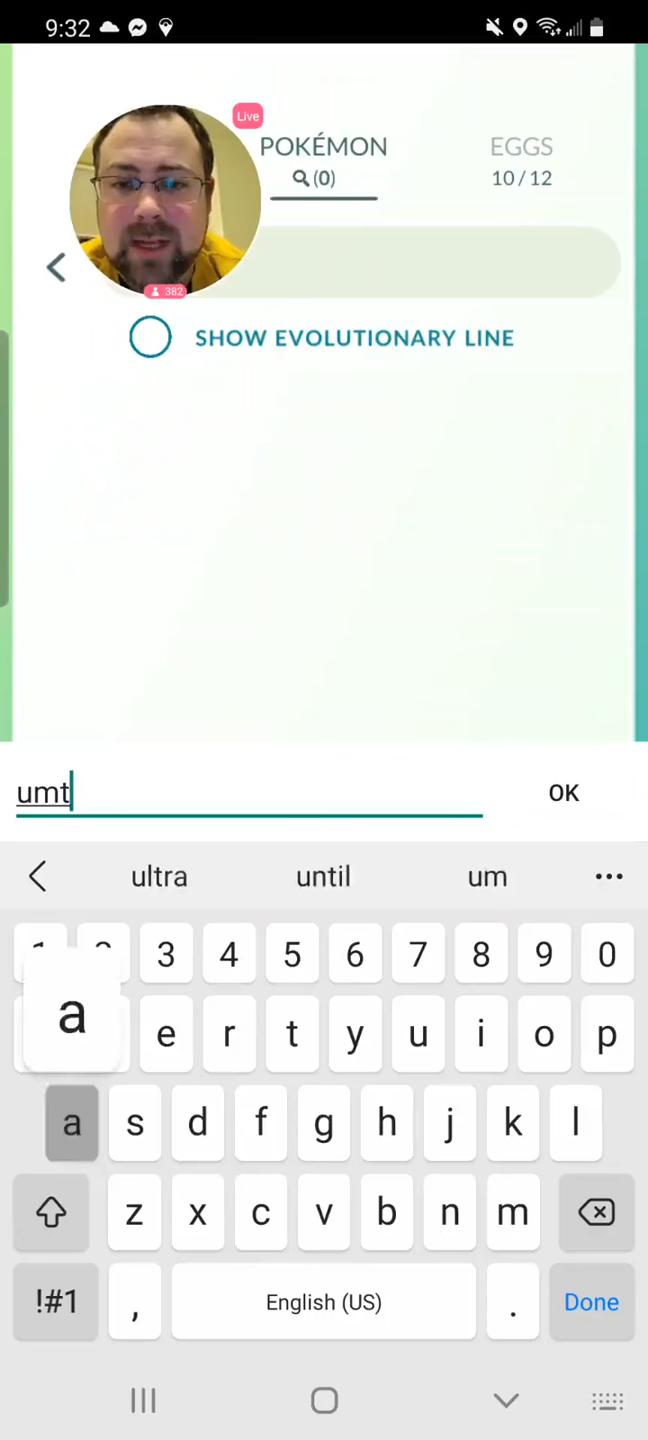 9:32
Live
POKÉMON
EGGS
(0)
10 / 12
382
SHOW EVOLUTIONARY LINE
umt
OK
ultra until um
3 4 5 6 7 8 9 0
a
e r t y u i o p
a s d f g h j k l
z x c v b n m
!#1 , English (US) . Done